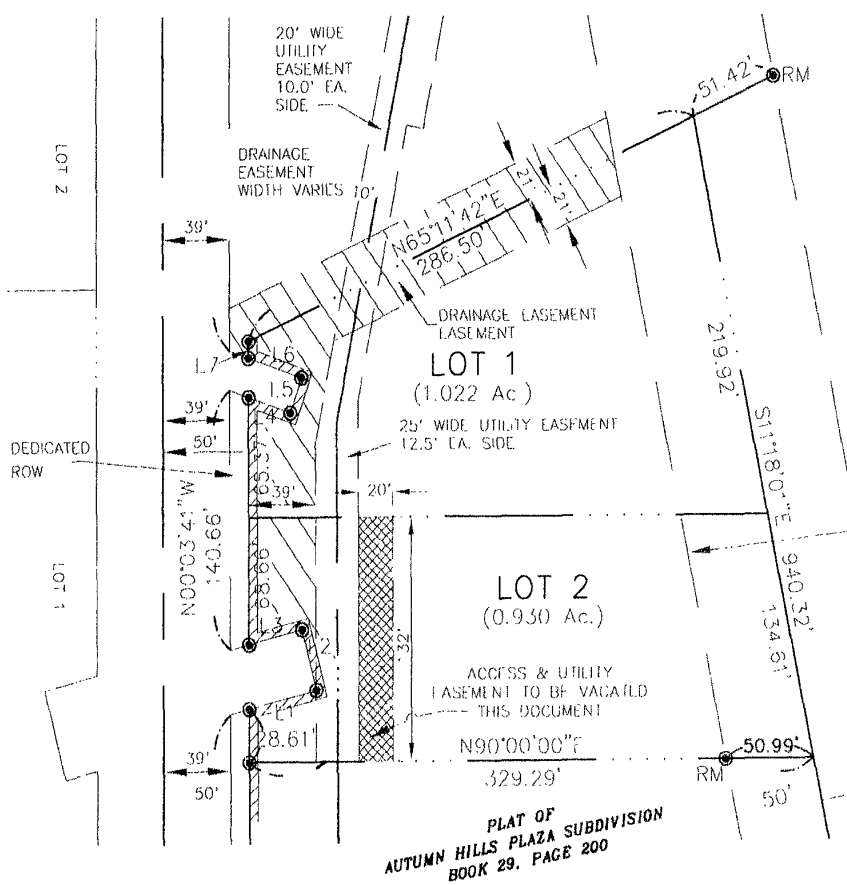 20' WIDE
UTILITY
EASEMENT
10.0' EA.
SIDE
51.42'
RM
LOT 2
DRAINAGE
EASEMENT
WIDTH VARIES
10'
21'
21'
39'
N65°11'42"E
286.50'
DRAINAGE EASEMENT
EASEMENT
L7
L6
LOT 1
(1.022 Ac )
L5
L4
219.92'
39'
50'
25' WIDE UTILITY EASEMENT
12.5' EA. SIDE
DEDICATED
ROW
39'
20'
N00°03'41"W
140.66'
S11°18'01"E 940.32'
134.61'
LOT 1
68.66'
LOT 2
(0.930 Ac.)
L3
132'
ACCESS & UTILITY
EASEMENT TO BE VACATED
THIS DOCUMENT
L1
28.61'
39'
50'
N90°00'00"E
329.29'
50.99'
RM
50'
PLAT OF
AUTUMN HILLS PLAZA SUBDIVISION
BOOK 29, PAGE 200